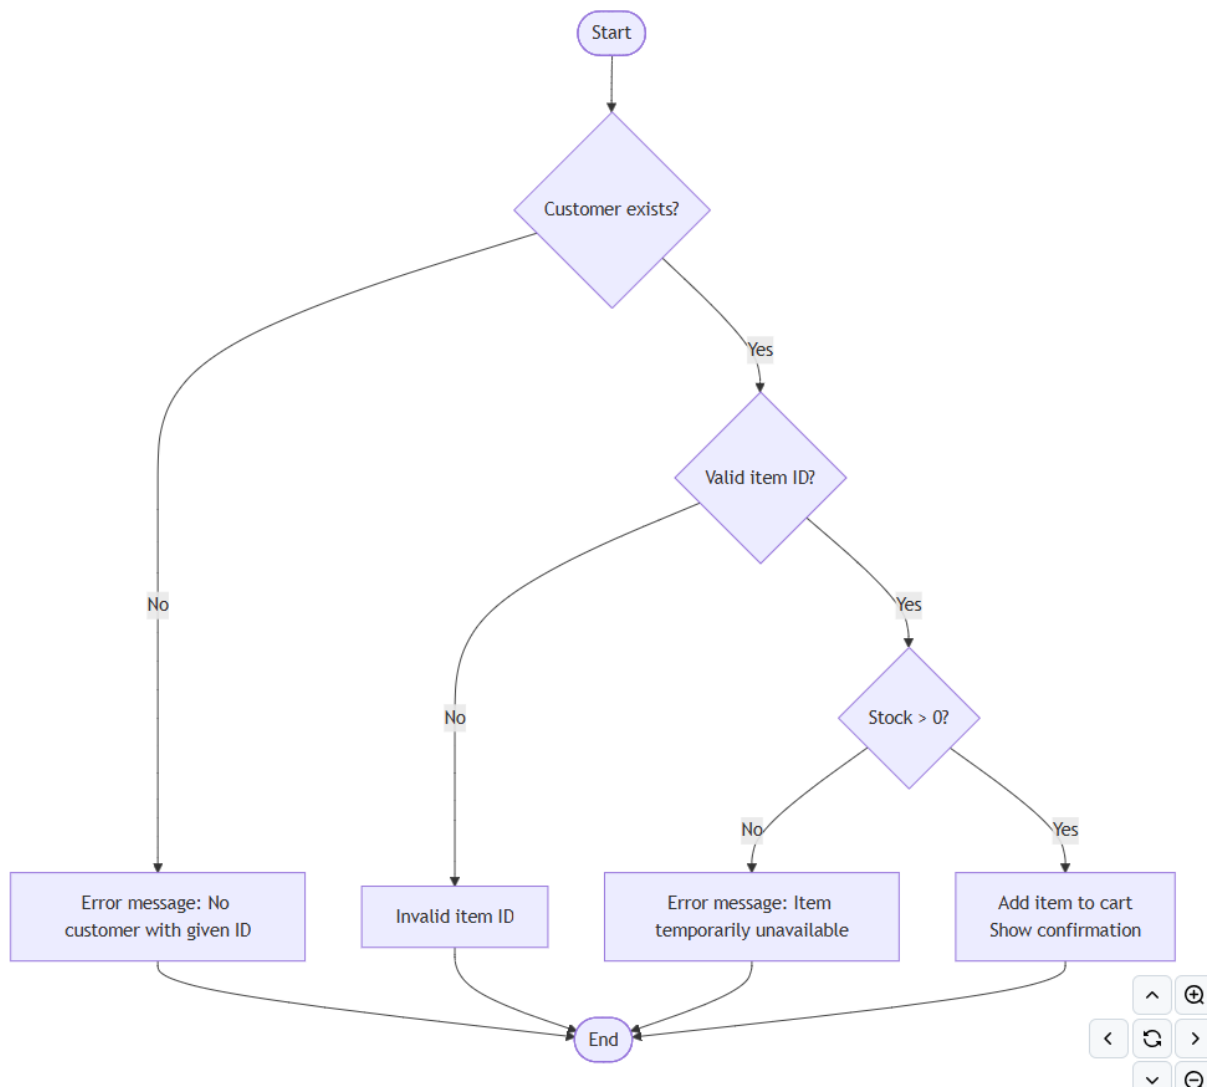 Start
Customer exists?
Yes
Valid item ID?
No
Yes
No
Stock > 0?
No
Yes
Error message: No
customer with given ID
Invalid item ID
Error message: Item
temporarily unavailable
Add item to cart
Show confirmation
End